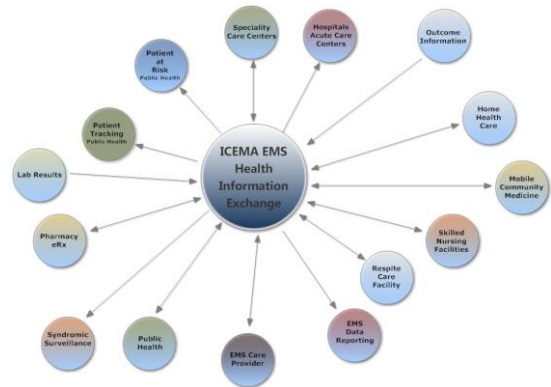 Speciality
Care Centers
Hospitals
Acute Care
Centers
Outcome
Information
Patient
at
Risk
Public Health
Home
Health
Care
Patient
Tracking
Public Health
ICEMA EMS
Health
Information
Exchange
Lab Results
Mobile
Community
Medicine
Pharmacy
eRx
Skilled
Nursing
Facilities
Respite
Care
Facility
Syndromic
Surveillance
Public
Health
EMS Care
Provider
EMS
Data
Reporting